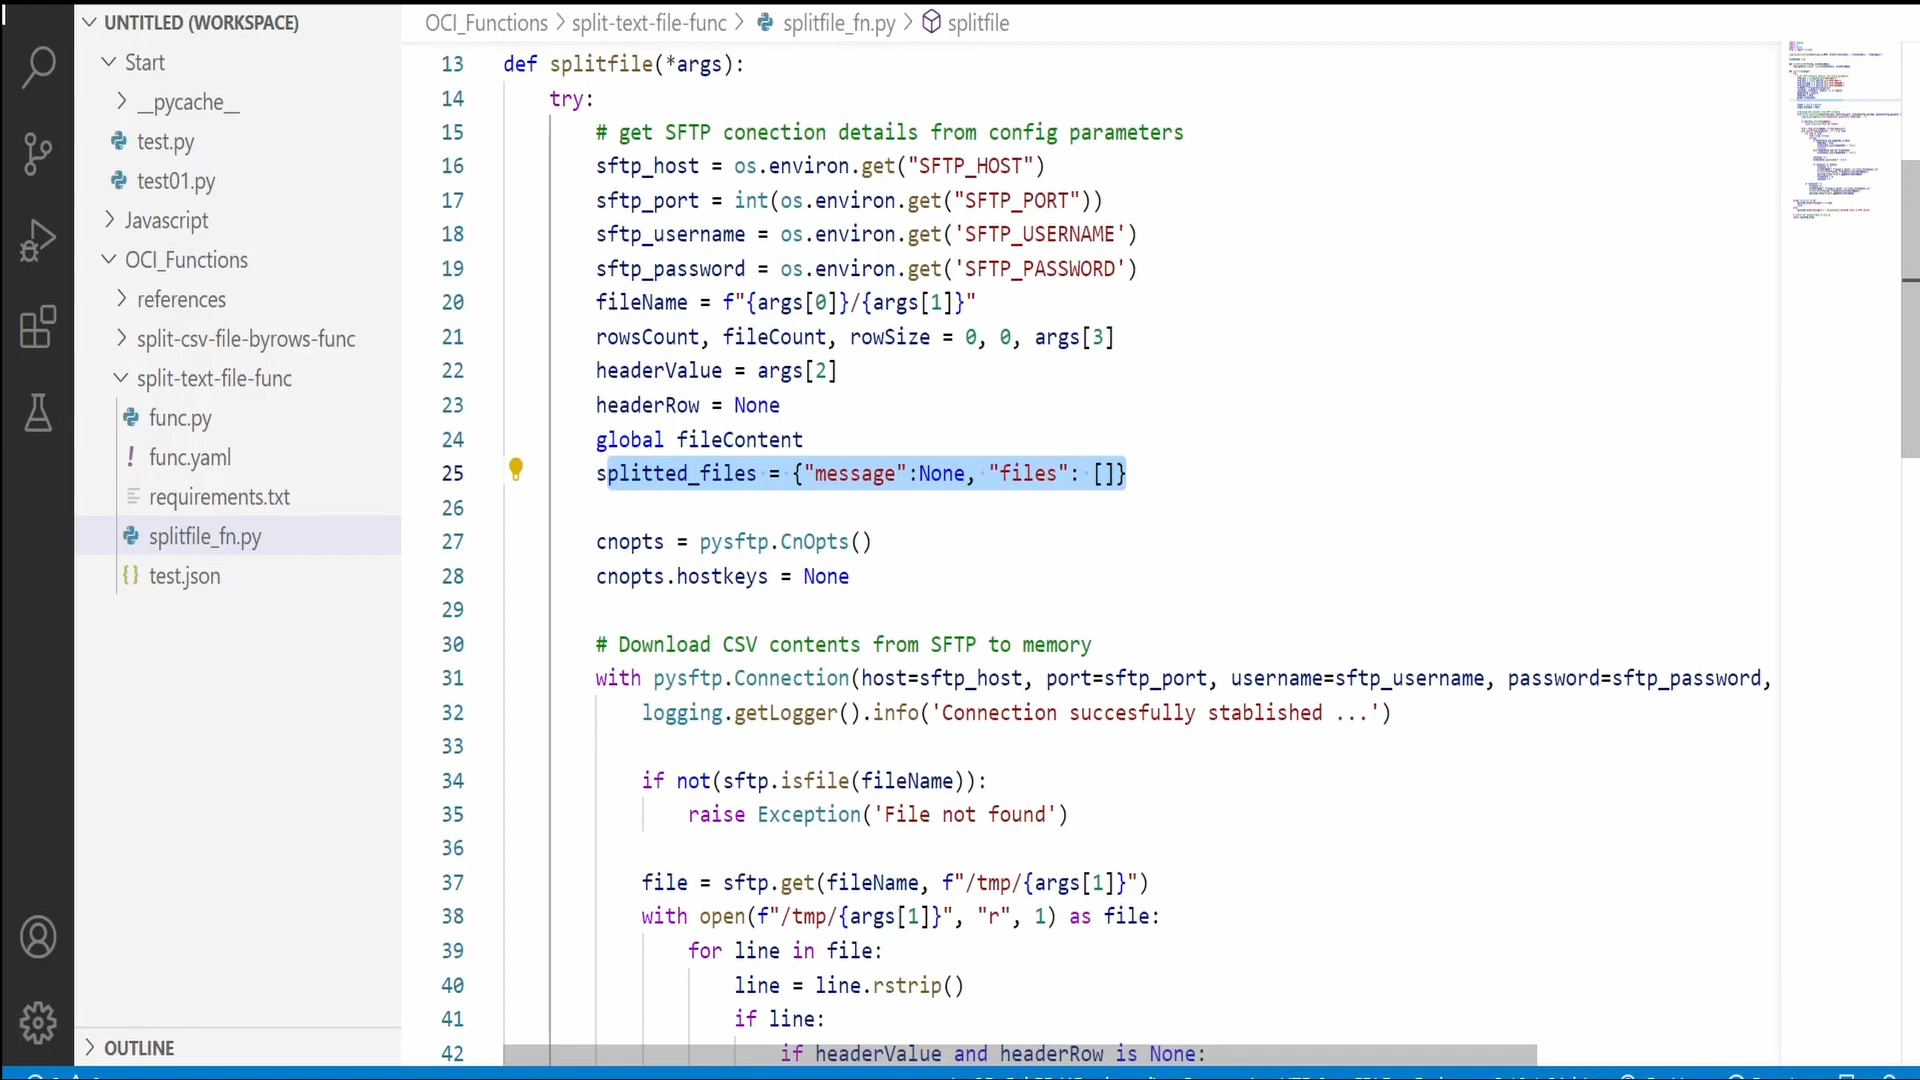 UNTITLED (WORKSPACE)
Start
__pycache__
test.py
test01.py
Javascript
OCI_Functions
references
split-csv-file-byrows-func
split-text-file-func
func.py
! func.yaml
requirements.txt
splitfile_fn.py
{} test.json
OUTLINE
OCI_Functions > split-text-file-func > splitfile_fn.py > splitfile
13 def splitfile(*args):
14 try:
15 # get SFTP conection details from config parameters
16 sftp_host = os.environ.get("SFTP_HOST")
17 sftp_port = int(os.environ.get("SFTP_PORT"))
18 sftp_username = os.environ.get('SFTP_USERNAME')
19 sftp_password = os.environ.get('SFTP_PASSWORD')
20 fileName = f"{args[0]}/{args[1]}"
21 rowsCount, fileCount, rowSize = 0, 0, args[3]
22 headerValue = args[2]
23 headerRow = None
24 global fileContent
25 splitted_files = {"message":None, "files": []}
26
27 cnopts = pysftp.CnOpts()
28 cnopts.hostkeys = None
29
30 # Download CSV contents from SFTP to memory
31 with pysftp.Connection(host=sftp_host, port=sftp_port, username=sftp_username, password=sftp_password,
32 logging.getLogger().info('Connection succesfully stablished ...')
33
34 if not(sftp.isfile(fileName)):
35 raise Exception('File not found')
36
37 file = sftp.get(fileName, f"/tmp/{args[1]}")
38 with open(f"/tmp/{args[1]}", "r", 1) as file:
39 for line in file:
40 line = line.rstrip()
41 if line:
42 if headerValue and headerRow is None: